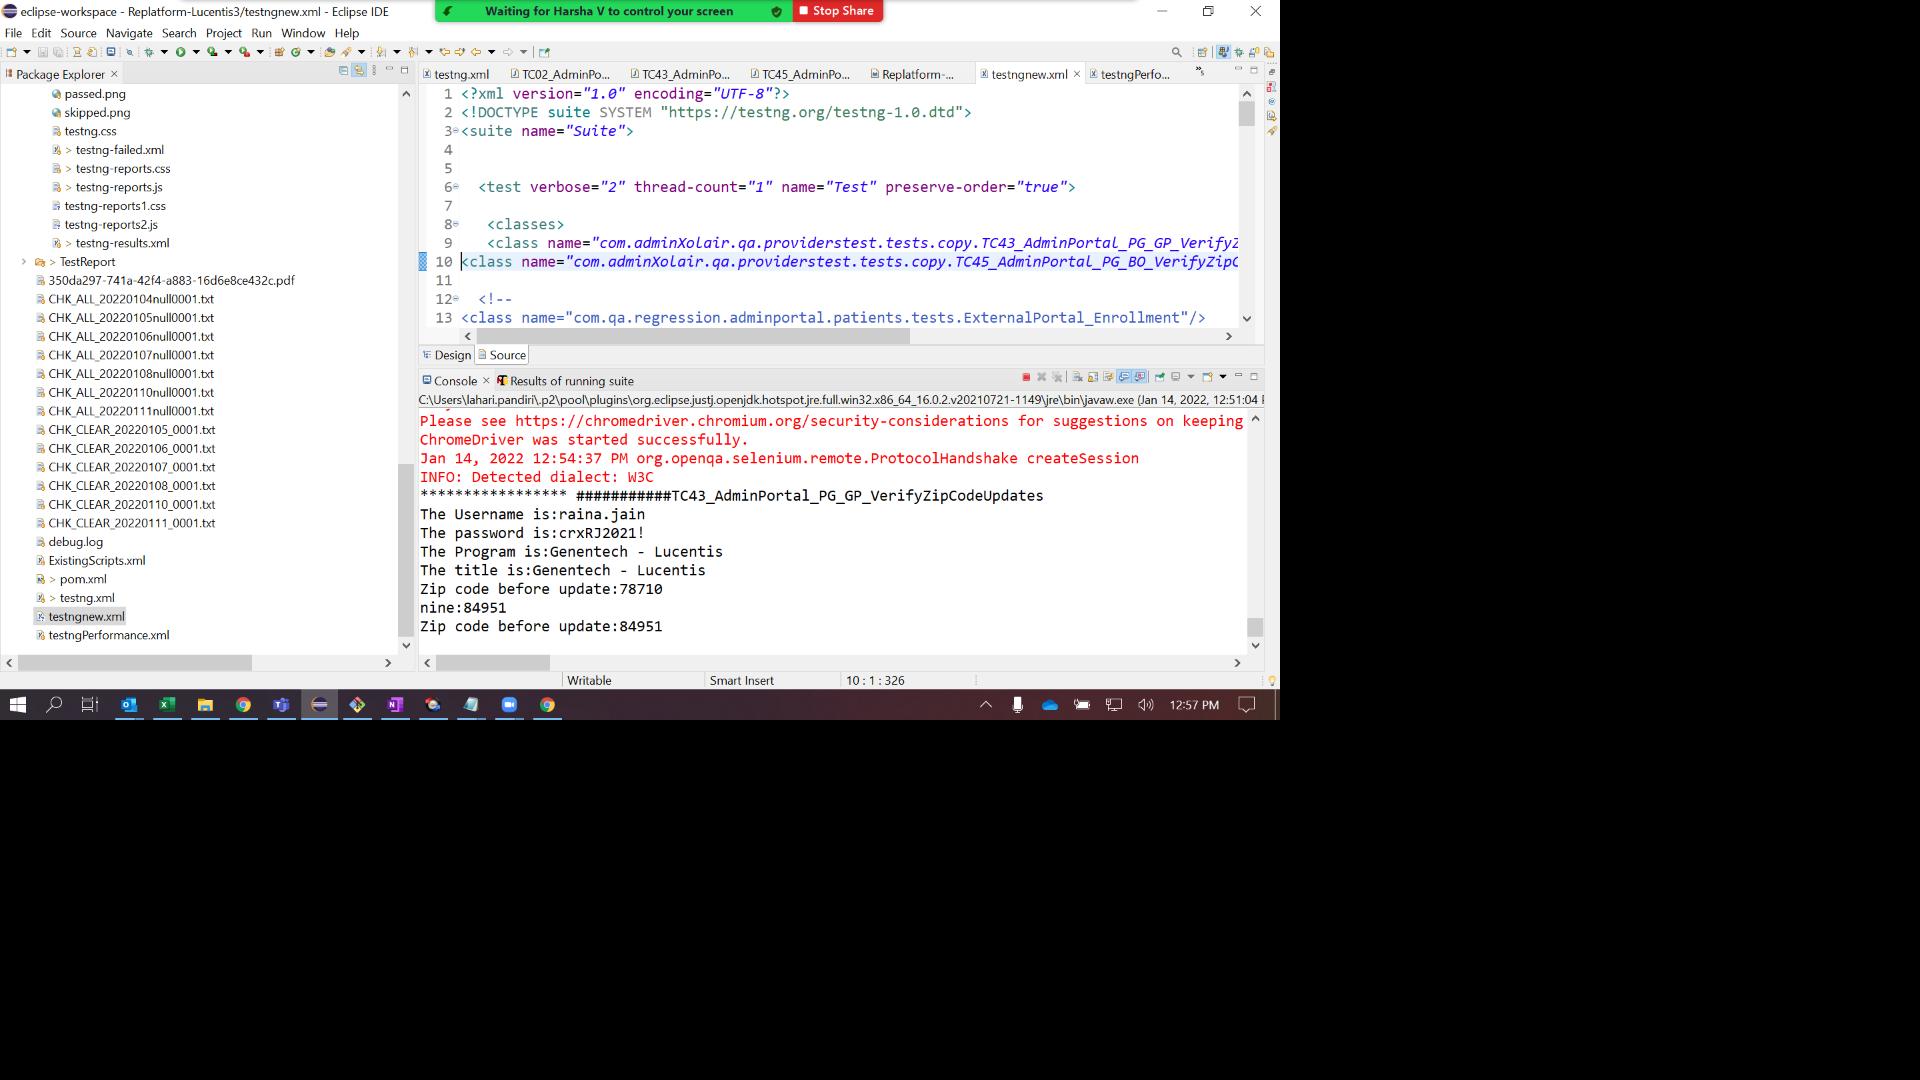 eclipse-workspace - Replatform-Lucentis3/testngnew.xml - Eclipse IDE
Waiting for Harsha V to control your screen
Stop Share
File Edit Source Navigate Search Project Run Window Help
Package Explorer
passed.png
skipped.png
testng.css
> testng-failed.xml
> testng-reports.css
> testng-reports.js
testng-reports1.css
testng-reports2.js
> testng-results.xml
> TestReport
350da297-741a-42f4-a883-16d6e8ce432c.pdf
CHK_ALL_20220104null0001.txt
CHK_ALL_20220105null0001.txt
CHK_ALL_20220106null0001.txt
CHK_ALL_20220107null0001.txt
CHK_ALL_20220108null0001.txt
CHK_ALL_20220110null0001.txt
CHK_ALL_20220111null0001.txt
CHK_CLEAR_20220105_0001.txt
CHK_CLEAR_20220106_0001.txt
CHK_CLEAR_20220107_0001.txt
CHK_CLEAR_20220108_0001.txt
CHK_CLEAR_20220110_0001.txt
CHK_CLEAR_20220111_0001.txt
debug.log
ExistingScripts.xml
> pom.xml
> testng.xml
testngnew.xml
testngPerformance.xml
testng.xml TC02_AdminPo... TC43_AdminPo... TC45_AdminPo... Replatform-... testngnew.xml testngPerfo...
1 <?xml version="1.0" encoding="UTF-8"?>
2 <!DOCTYPE suite SYSTEM "https://testng.org/testng-1.0.dtd">
3 <suite name="Suite">
4
5
6 <test verbose="2" thread-count="1" name="Test" preserve-order="true">
7
8 <classes>
9 <class name="com.adminXolair.qa.providerstest.tests.copy.TC43_AdminPortal_PG_GP_VerifyZ
10 <class name="com.adminXolair.qa.providerstest.tests.copy.TC45_AdminPortal_PG_BO_VerifyZipC
11
12 <!--
13 <class name="com.qa.regression.adminportal.patients.tests.ExternalPortal_Enrollment"/>
Design Source
Console Results of running suite
C:\Users\lahari.pandiri\.p2\pool\plugins\org.eclipse.justj.openjdk.hotspot.jre.full.win32.x86_64_16.0.2.v20210721-1149\jre\bin\javaw.exe (Jan 14, 2022, 12:51:04
Please see https://chromedriver.chromium.org/security-considerations for suggestions on keeping
ChromeDriver was started successfully.
Jan 14, 2022 12:54:37 PM org.openqa.selenium.remote.ProtocolHandshake createSession
INFO: Detected dialect: W3C
***************** ###########TC43_AdminPortal_PG_GP_VerifyZipCodeUpdates
The Username is:raina.jain
The password is:crxRJ2021!
The Program is:Genentech - Lucentis
The title is:Genentech - Lucentis
Zip code before update:78710
nine:84951
Zip code before update:84951
Writable Smart Insert 10 : 1 : 326
12:57 PM